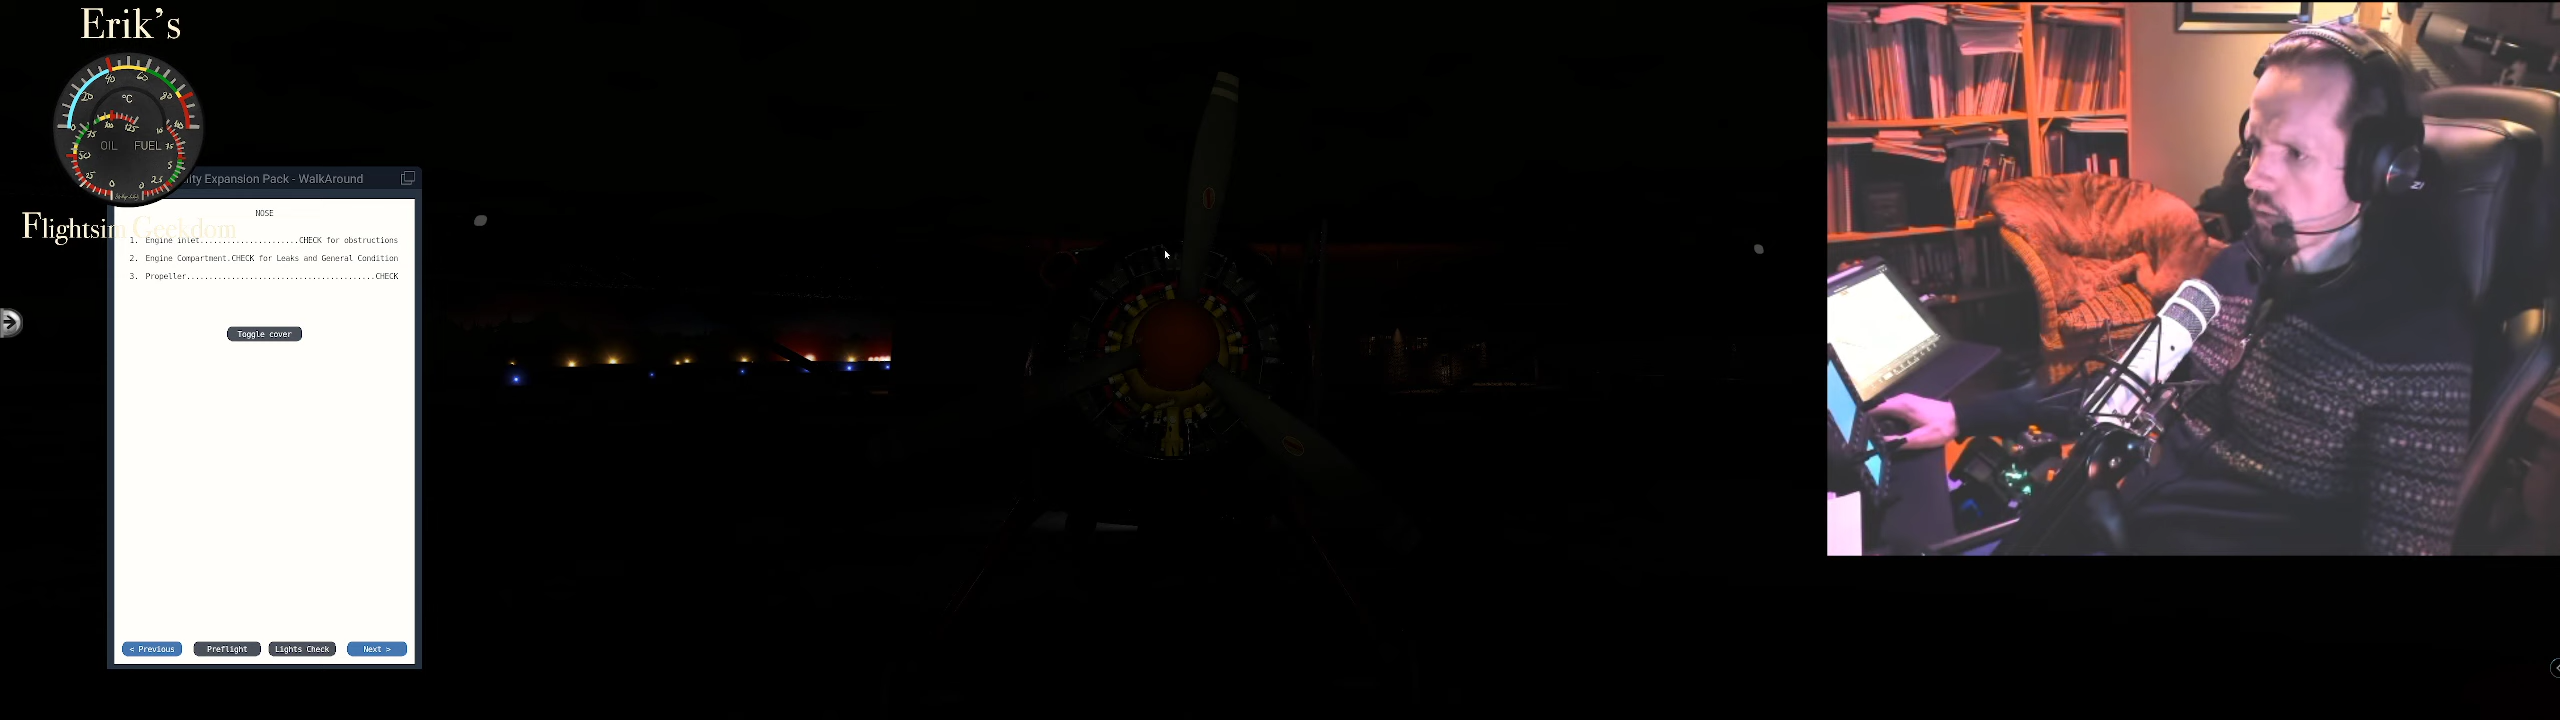 Erik's
°C
OIL FUEL
Flightsim Geekdom
ity Expansion Pack - WalkAround
NOSE
1. Engine inlet......................CHECK for obstructions
2. Engine Compartment.CHECK for Leaks and General Condition
3. Propeller..........................................CHECK
Toggle cover
< Previous
Preflight
Lights Check
Next >